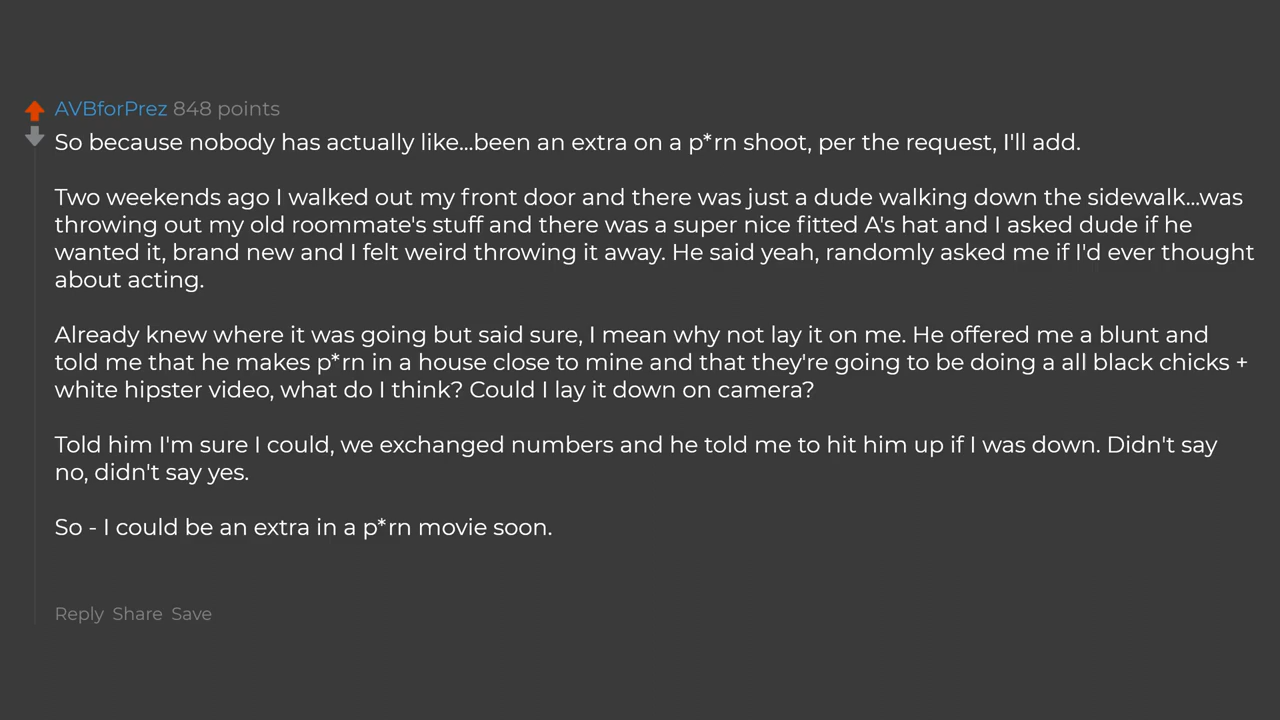 AVBforPrez 848 points
So because nobody has actually like...been an extra on a p*rn shoot, per the request, I'll add.
Two weekends ago I walked out my front door and there was just a dude walking down the sidewalk...was
throwing out my old roommate's stuff and there was a super nice fitted A's hat and I asked dude if he
wanted it, brand new and I felt weird throwing it away. He said yeah, randomly asked me if I'd ever thought
about acting.
Already knew where it was going but said sure, I mean why not lay it on me. He offered me a blunt and
told me that he makes p*rn in a house close to mine and that they're going to be doing a all black chicks +
white hipster video, what do I think? Could I lay it down on camera?
Told him I'm sure I could, we exchanged numbers and he told me to hit him up if I was down. Didn't say
no, didn't say yes.
So - I could be an extra in a p*rn movie soon.
Reply Share Save